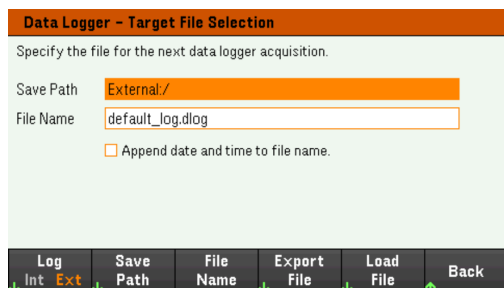 Data Logger – Target File Selection
Specify the file for the next data logger acquisition.
Save Path External:/
File Name default_log.dlog
Append date and time to file name.
Log Save File Export Load Back
Int Ext Path Name File File